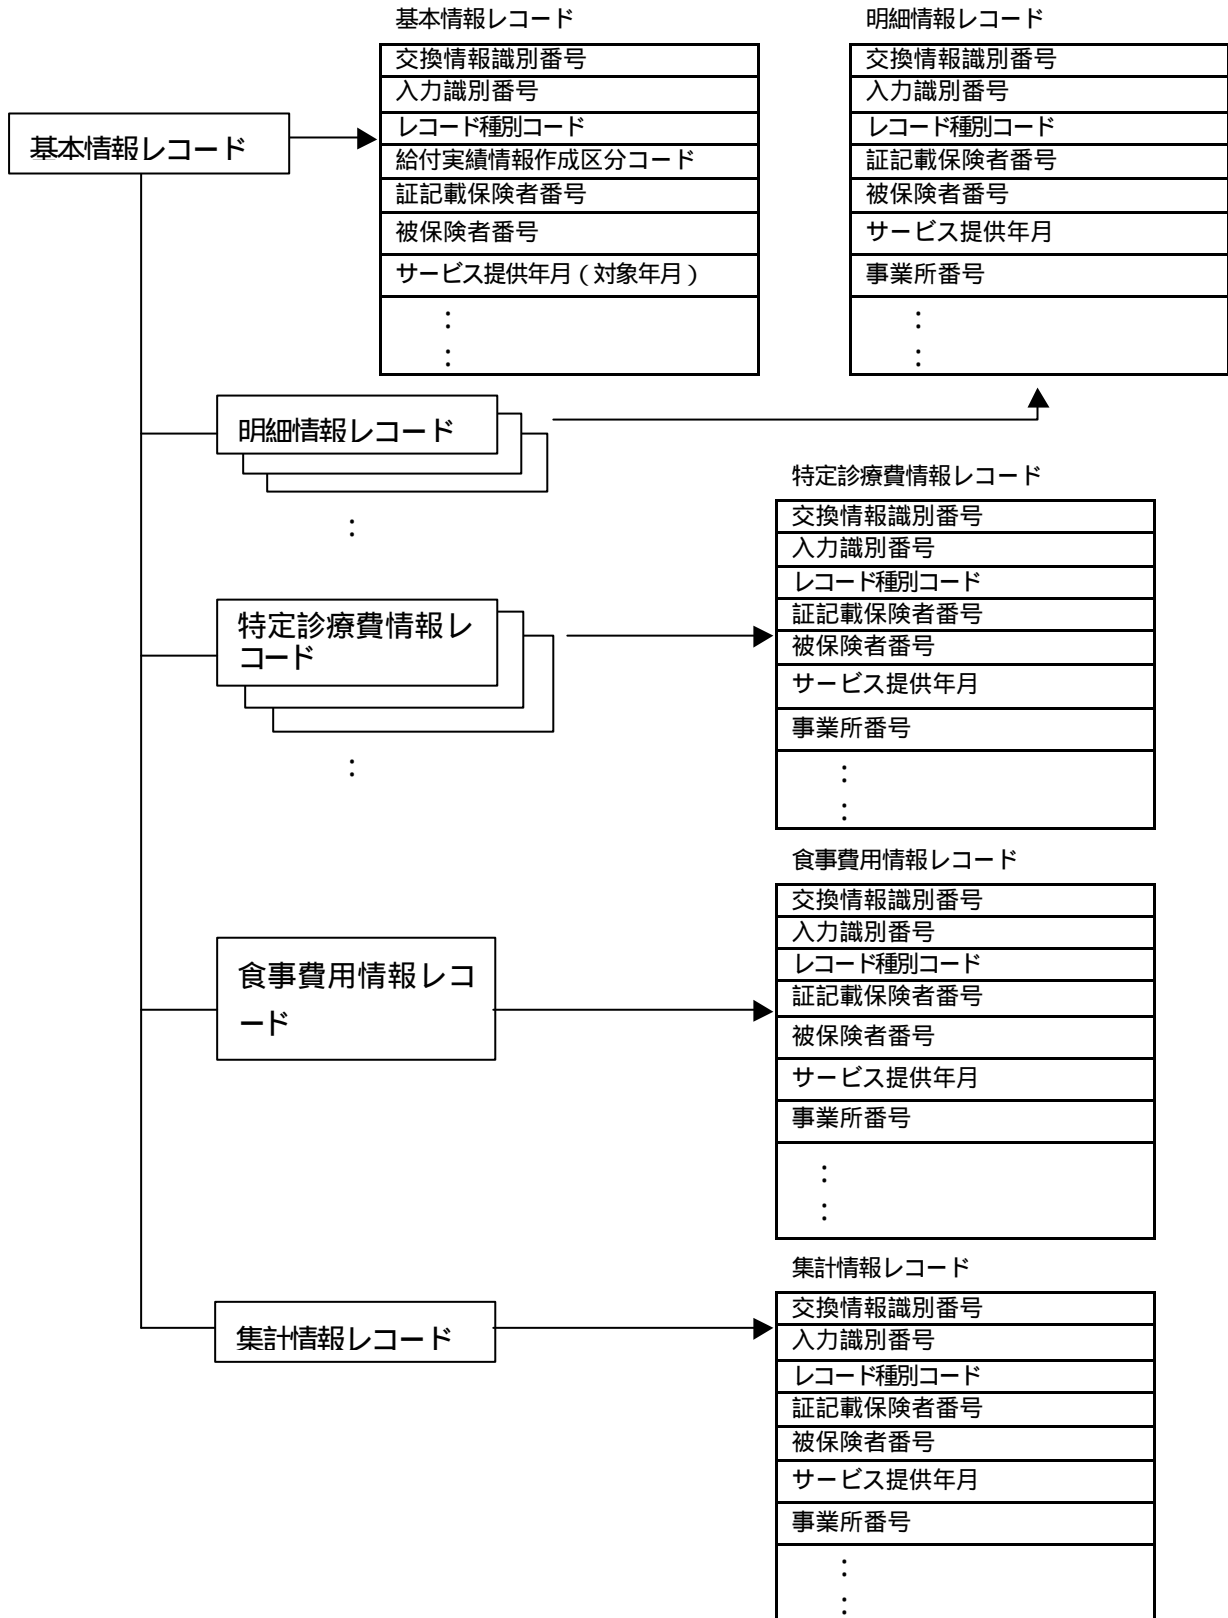 基本情報レコード
明細情報レコード
基本情報レコード
交換情報識別番号
入力識別番号
レコード種別コード
給付実績情報作成区分コード
証記載保険者番号
被保険者番号
サービス提供年月(対象年月)
:
:
交換情報識別番号
入力識別番号
レコード種別コード
証記載保険者番号
被保険者番号
サービス提供年月
事業所番号
:
:
明細情報レコード
:
特定診療費情報レコード
特定診療費情報レ
コード
:
交換情報識別番号
入力識別番号
レコード種別コード
証記載保険者番号
被保険者番号
サービス提供年月
事業所番号
:
:
食事費用情報レコード
食事費用情報レコ
ード
交換情報識別番号
入力識別番号
レコード種別コード
証記載保険者番号
被保険者番号
サービス提供年月
事業所番号
:
:
集計情報レコード
集計情報レコード
交換情報識別番号
入力識別番号
レコード種別コード
証記載保険者番号
被保険者番号
サービス提供年月
事業所番号
:
: